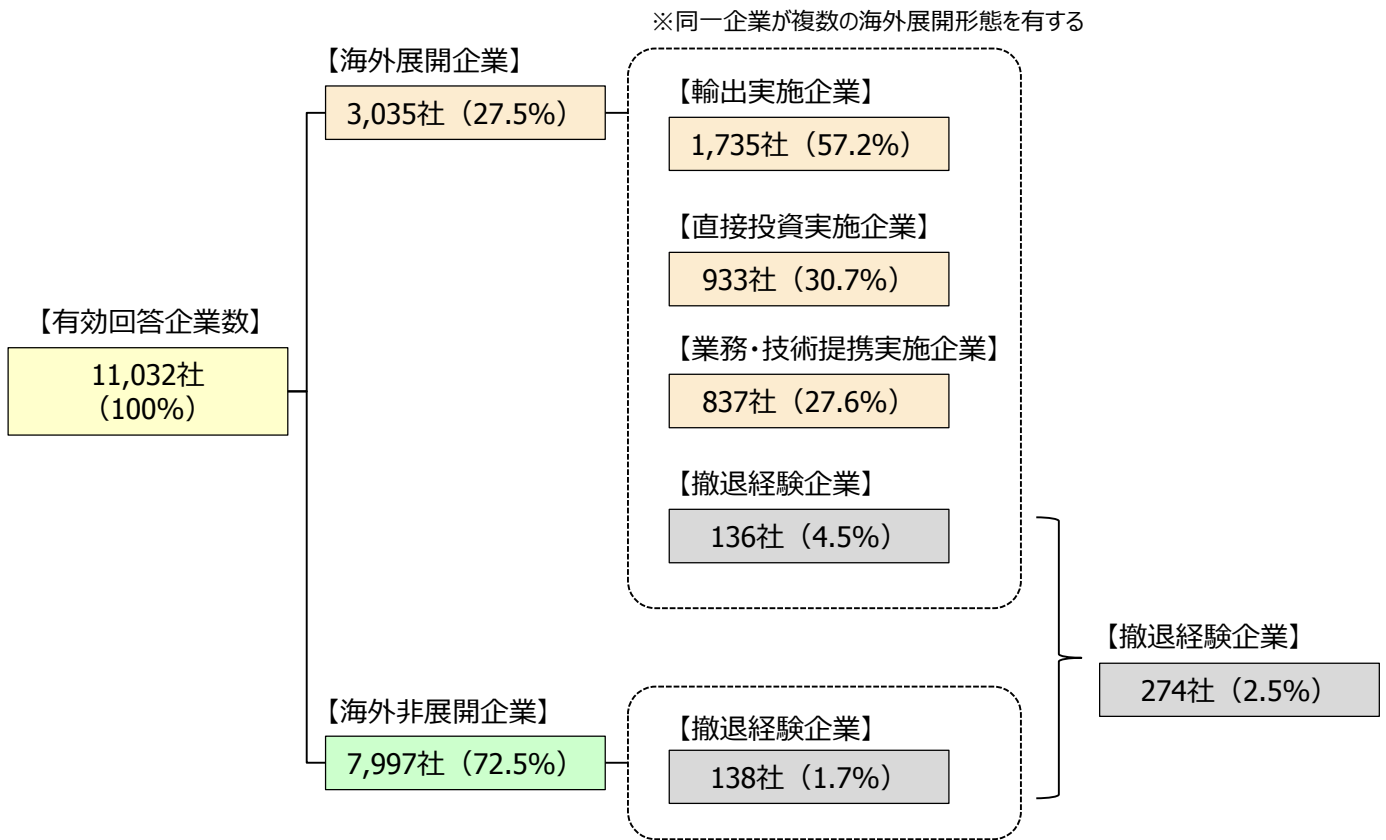 ※同一企業が複数の海外展開形態を有する
【海外展開企業】
3,035社（27.5%）
【輸出実施企業】
1,735社（57.2%）
【直接投資実施企業】
933社（30.7%）
【業務・技術提携実施企業】
837社（27.6%）
【撤退経験企業】
136社（4.5%）
【有効回答企業数】
11,032社
（100%）
【海外非展開企業】
7,997社（72.5%）
【撤退経験企業】
138社（1.7%）
【撤退経験企業】
274社（2.5%）